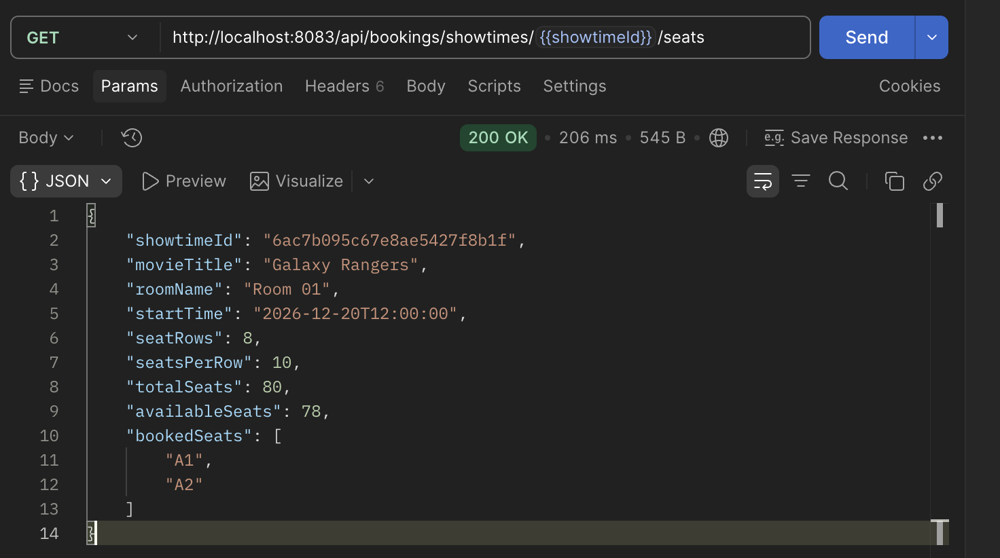 GET http://localhost:8083/api/bookings/showtimes/{{showtimeId}}/seats Send
Docs Params Authorization Headers 6 Body Scripts Settings Cookies
Body 200 OK • 206 ms • 545 B • e.g. Save Response
{} JSON Preview Visualize
1 {
2 "showtimeId": "6ac7b095c67e8ae5427f8b1f",
3 "movieTitle": "Galaxy Rangers",
4 "roomName": "Room 01",
5 "startTime": "2026-12-20T12:00:00",
6 "seatRows": 8,
7 "seatsPerRow": 10,
8 "totalSeats": 80,
9 "availableSeats": 78,
10 "bookedSeats": [
11 "A1",
12 "A2"
13 ]
14 }